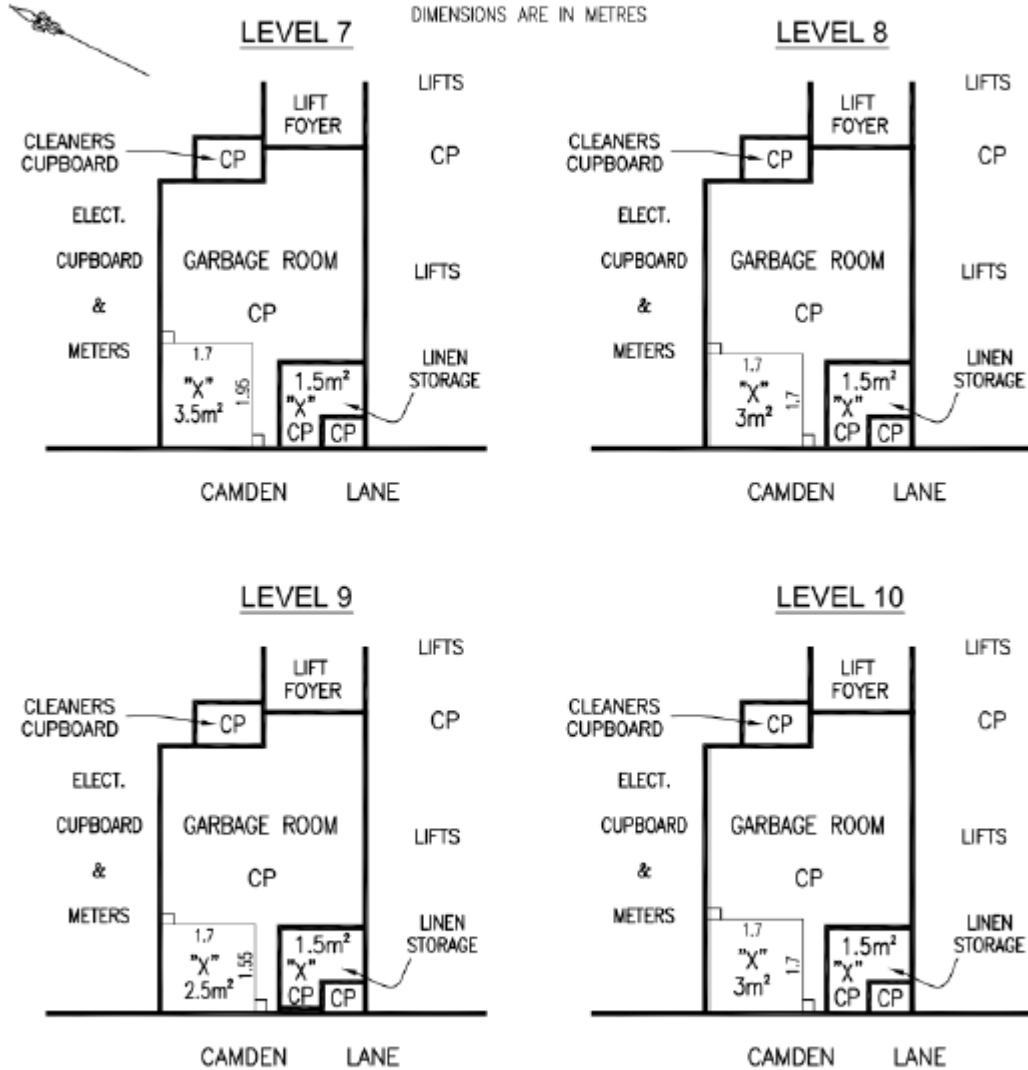 DIMENSIONS ARE IN METRES
LEVEL 7
LIFTS
LIFT
FOYER
CLEANERS
CUPBOARD
CP
CP
ELECT.
CUPBOARD
&
METERS
GARBAGE ROOM
CP
LIFTS
1.7
"X"
3.5m²
1.95
1.5m²
"X"
CP
CP
LINEN
STORAGE
CAMDEN LANE
LEVEL 8
LIFTS
LIFT
FOYER
CLEANERS
CUPBOARD
CP
CP
ELECT.
CUPBOARD
&
METERS
GARBAGE ROOM
CP
LIFTS
1.7
"X"
3m²
1.7
1.5m²
"X"
CP
CP
LINEN
STORAGE
CAMDEN LANE
LEVEL 9
LIFTS
LIFT
FOYER
CLEANERS
CUPBOARD
CP
CP
ELECT.
CUPBOARD
&
METERS
GARBAGE ROOM
CP
LIFTS
1.7
"X"
2.5m²
1.55
1.5m²
"X"
CP
CP
LINEN
STORAGE
CAMDEN LANE
LEVEL 10
LIFTS
LIFT
FOYER
CLEANERS
CUPBOARD
CP
CP
ELECT.
CUPBOARD
&
METERS
GARBAGE ROOM
CP
LIFTS
1.7
"X"
3m²
1.7
1.5m²
"X"
CP
CP
LINEN
STORAGE
CAMDEN LANE